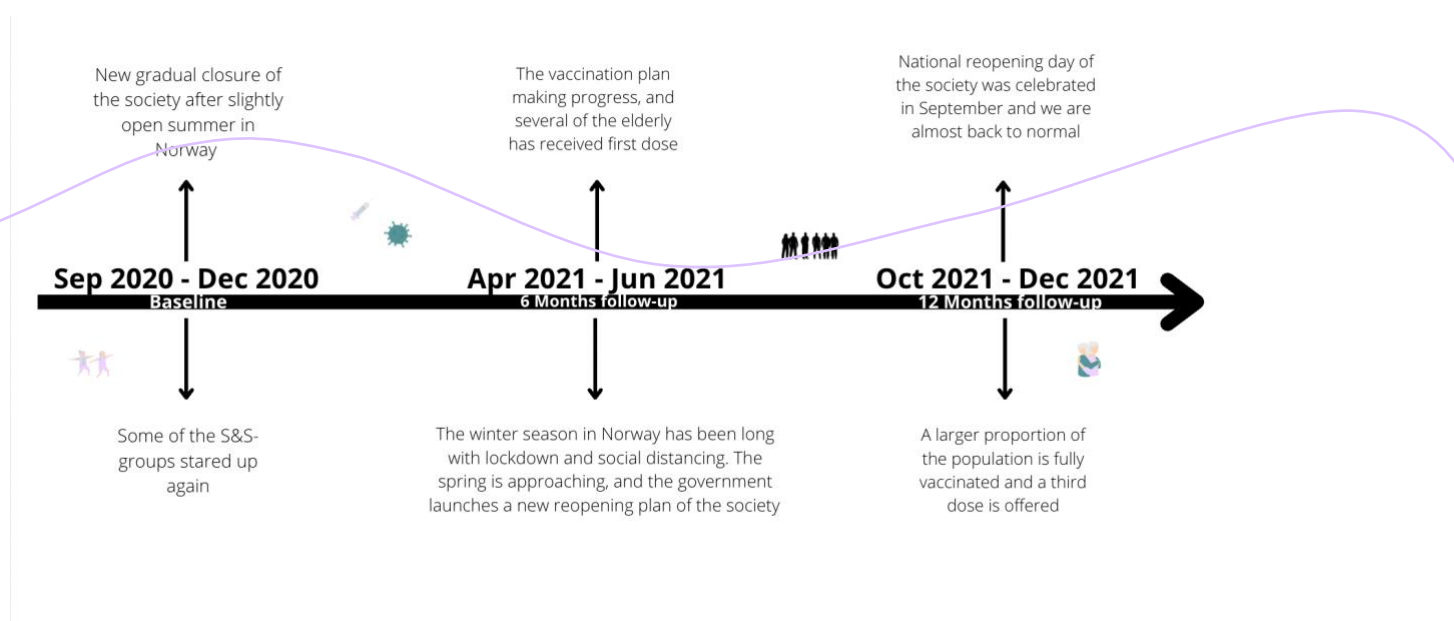 New gradual closure of
the society after slightly
open summer in
Norway
The vaccination plan
making progress, and
several of the elderly
has received first dose
National reopening day of
the society was celebrated
in September and we are
almost back to normal
Sep 2020 - Dec 2020
Baseline
Apr 2021 - Jun 2021
6 Months follow-up
Oct 2021 - Dec 2021
12 Months follow-up
Some of the S&S-
groups stared up
again
The winter season in Norway has been long
with lockdown and social distancing. The
spring is approaching, and the government
launches a new reopening plan of the society
A larger proportion of
the population is fully
vaccinated and a third
dose is offered